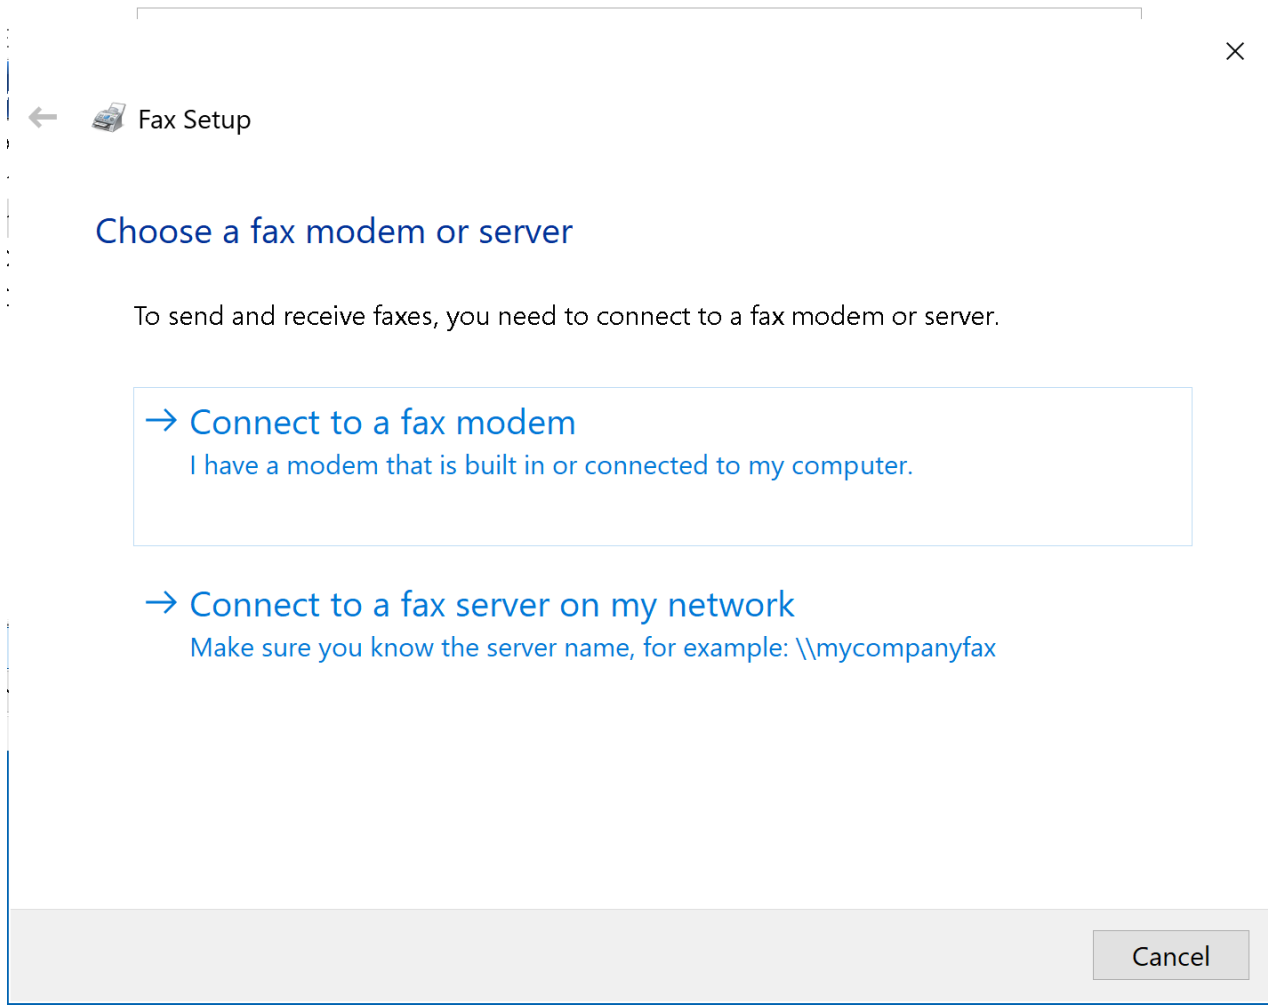 Fax Setup
Choose a fax modem or server
To send and receive faxes, you need to connect to a fax modem or server.
Connect to a fax modem
I have a modem that is built in or connected to my computer.
Connect to a fax server on my network
Make sure you know the server name, for example: \\mycompanyfax
Cancel